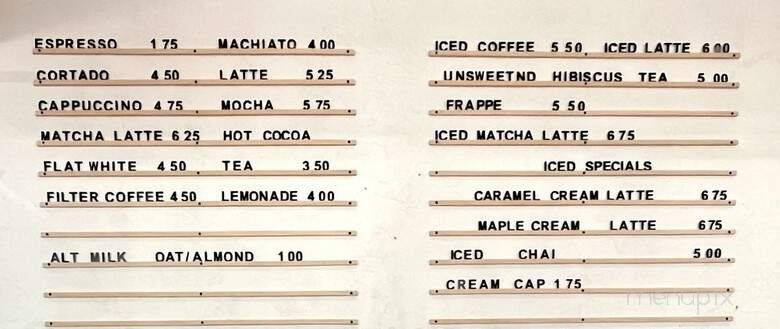 ESPRESSO 1 75 MACHIATO 4 00
CORTADO 4 50 LATTE 5 25
CAPPUCCINO 4 75 MOCHA 5 75
MATCHA LATTE 6 25 HOT COCOA
FLAT WHITE 4 50 TEA 3 50
FILTER COFFEE 4 50 LEMONADE 4 00
ALT MILK OAT/ALMOND 1 00
ICED COFFEE 5 50 ICED LATTE 6 00
UNSWEETND HIBISCUS TEA 5 00
FRAPPE 5 50
ICED MATCHA LATTE 6 75
ICED SPECIALS
CARAMEL CREAM LATTE 6 75
MAPLE CREAM LATTE 6 75
ICED CHAI 5 00
CREAM CAP 1 75
menupix